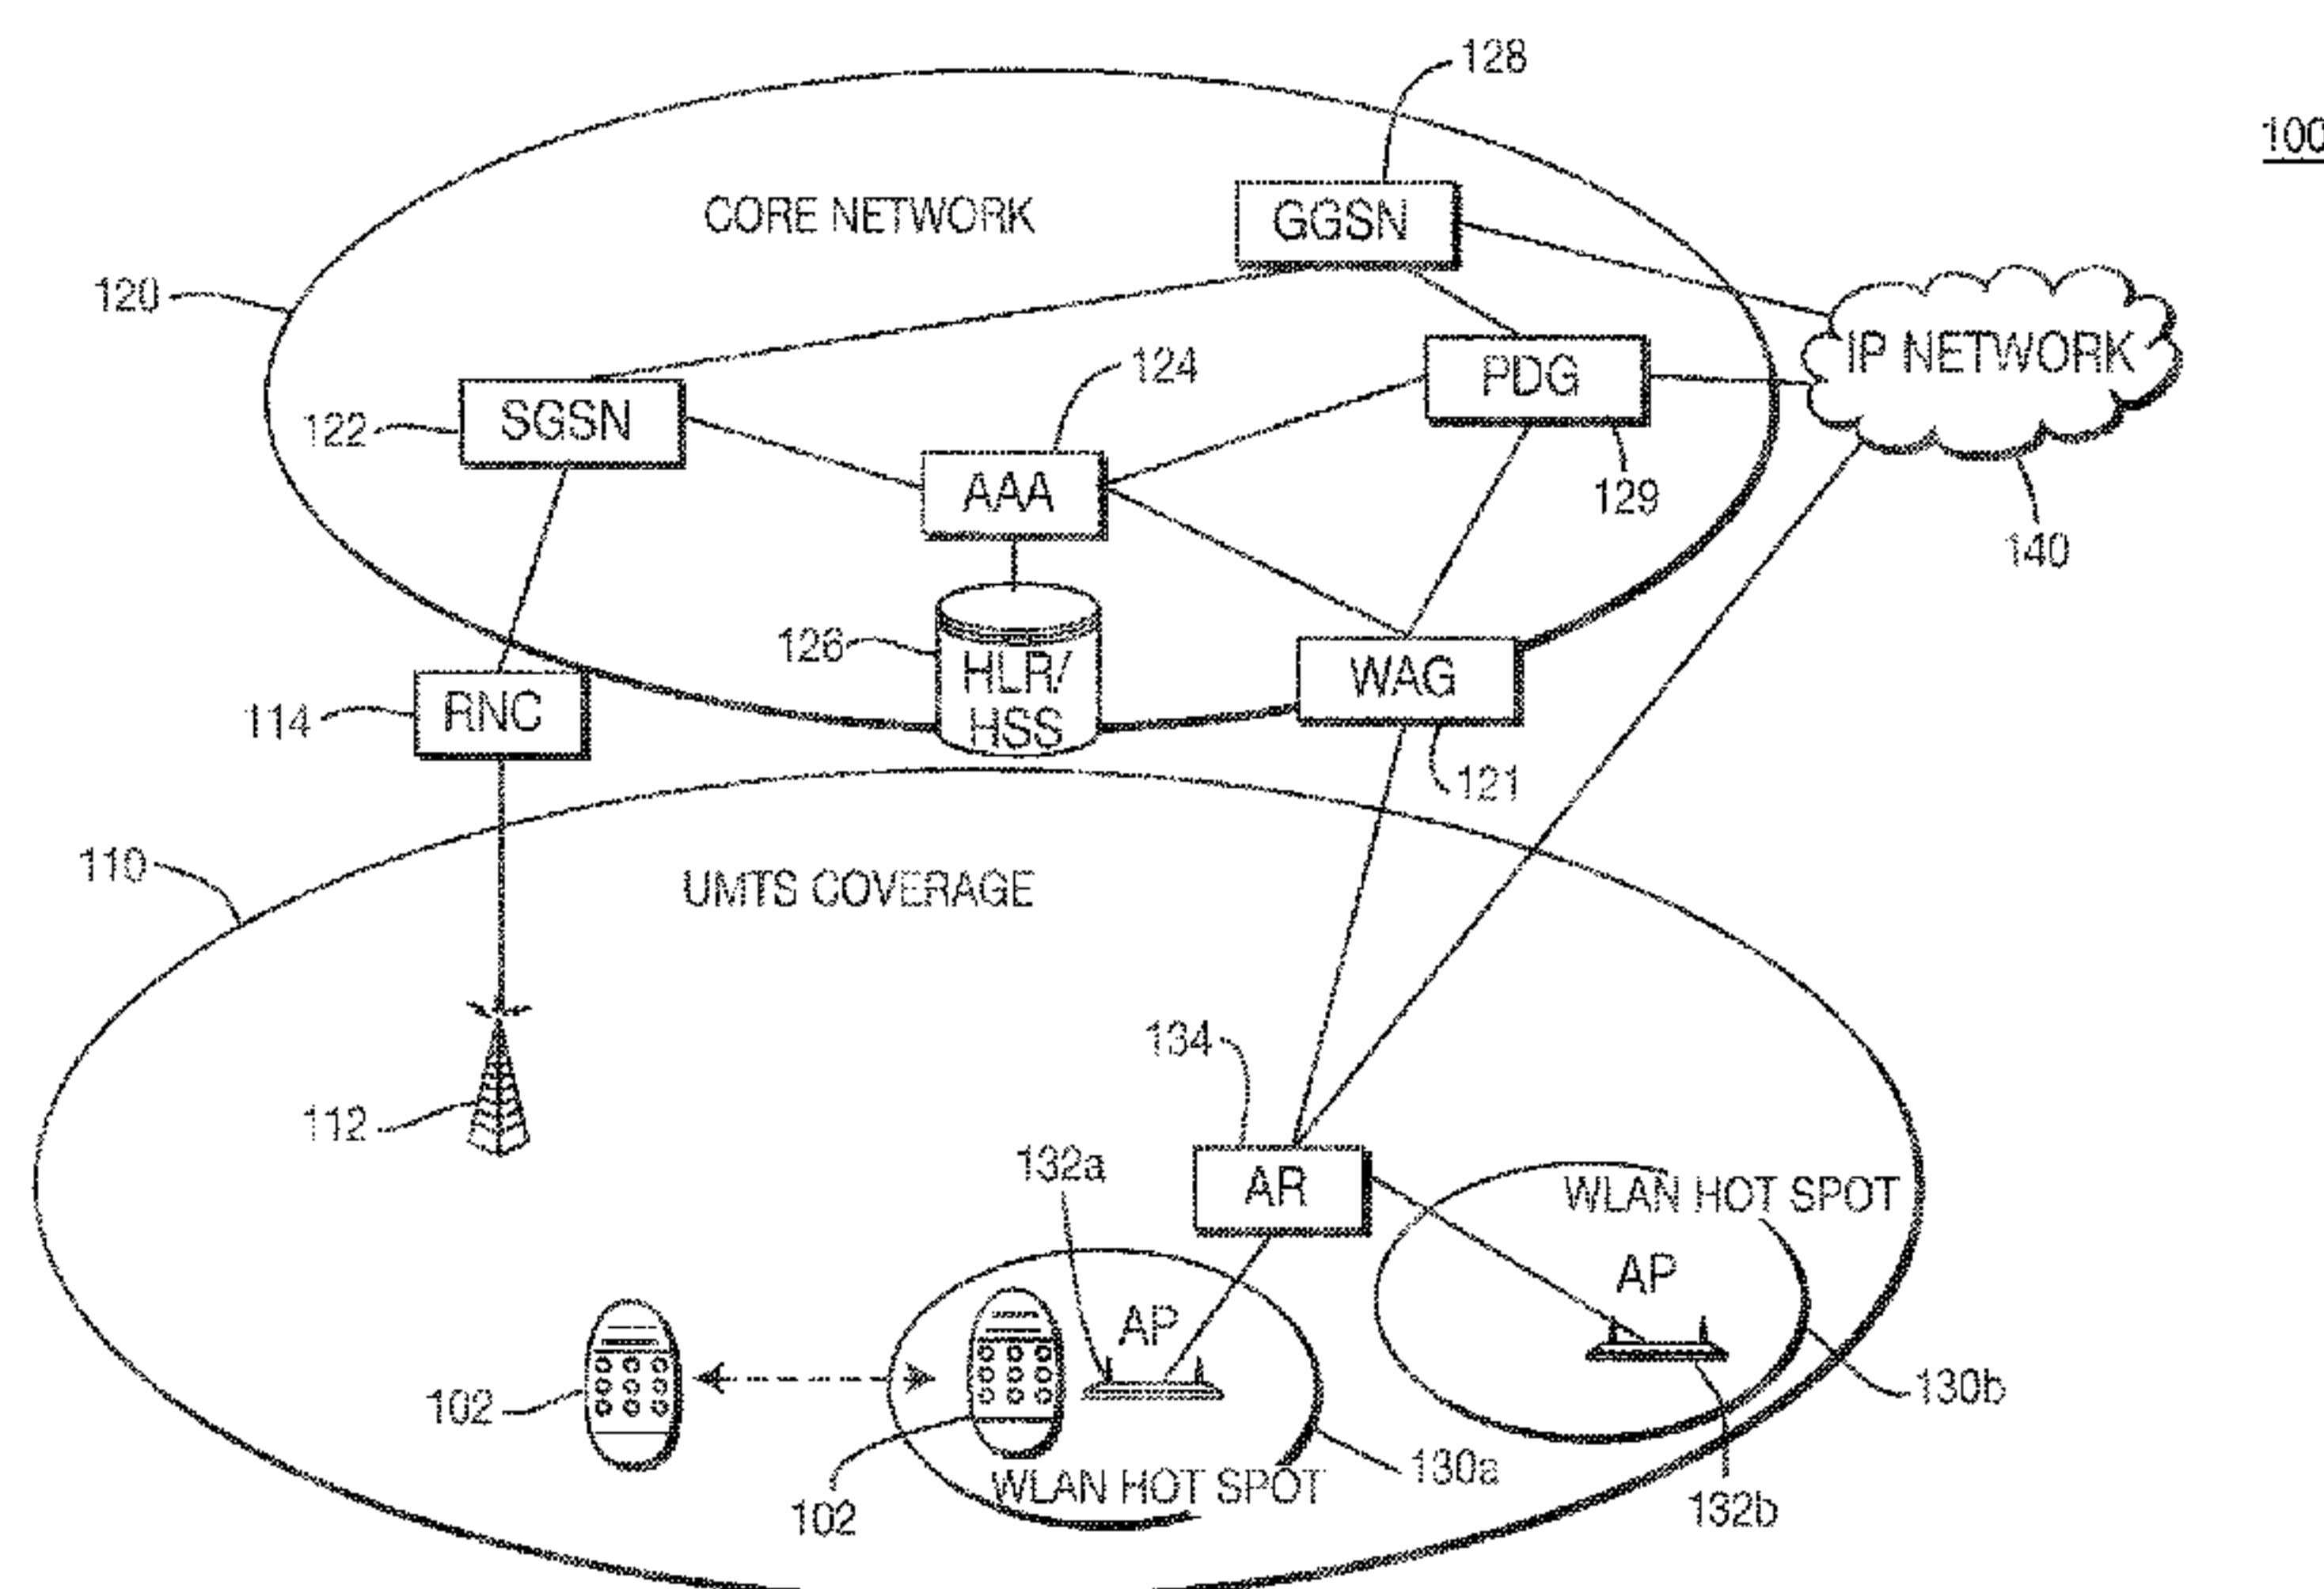 128
100
CORE NETWORK
GGSN
120
IP NETWORK
124
PDG
122
SGSN
AAA
129
140
126
HLR/
HSS
WAG
114
RNC
121
110
UMTS COVERAGE
134
112
132a
AR
WLAN HOT SPOT
AP
AP
102
130b
130a
WLAN HOT SPOT
102
132b